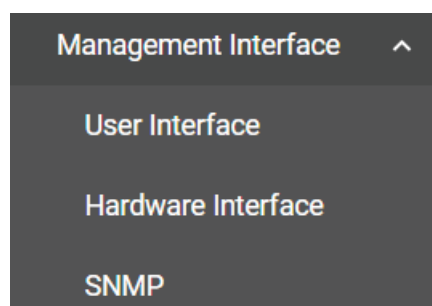 Management Interface
User Interface
Hardware Interface
SNMP